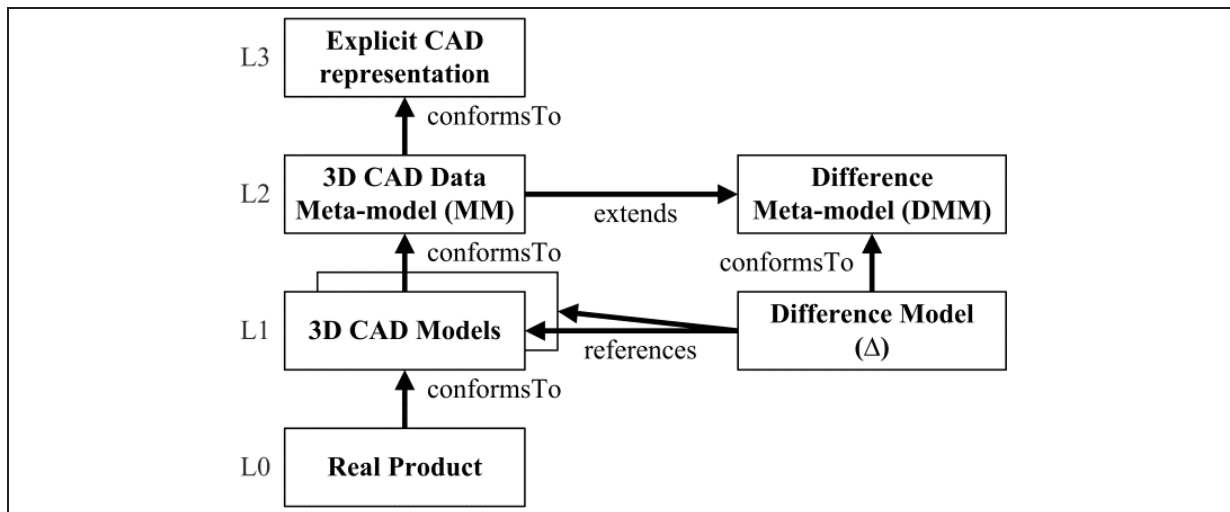 L3
Explicit CAD
representation
conformsTo
L2
3D CAD Data
Meta-model (MM)
extends
Difference
Meta-model (DMM)
conformsTo
conformsTo
L1
3D CAD Models
references
Difference Model
(Δ)
conformsTo
L0
Real Product